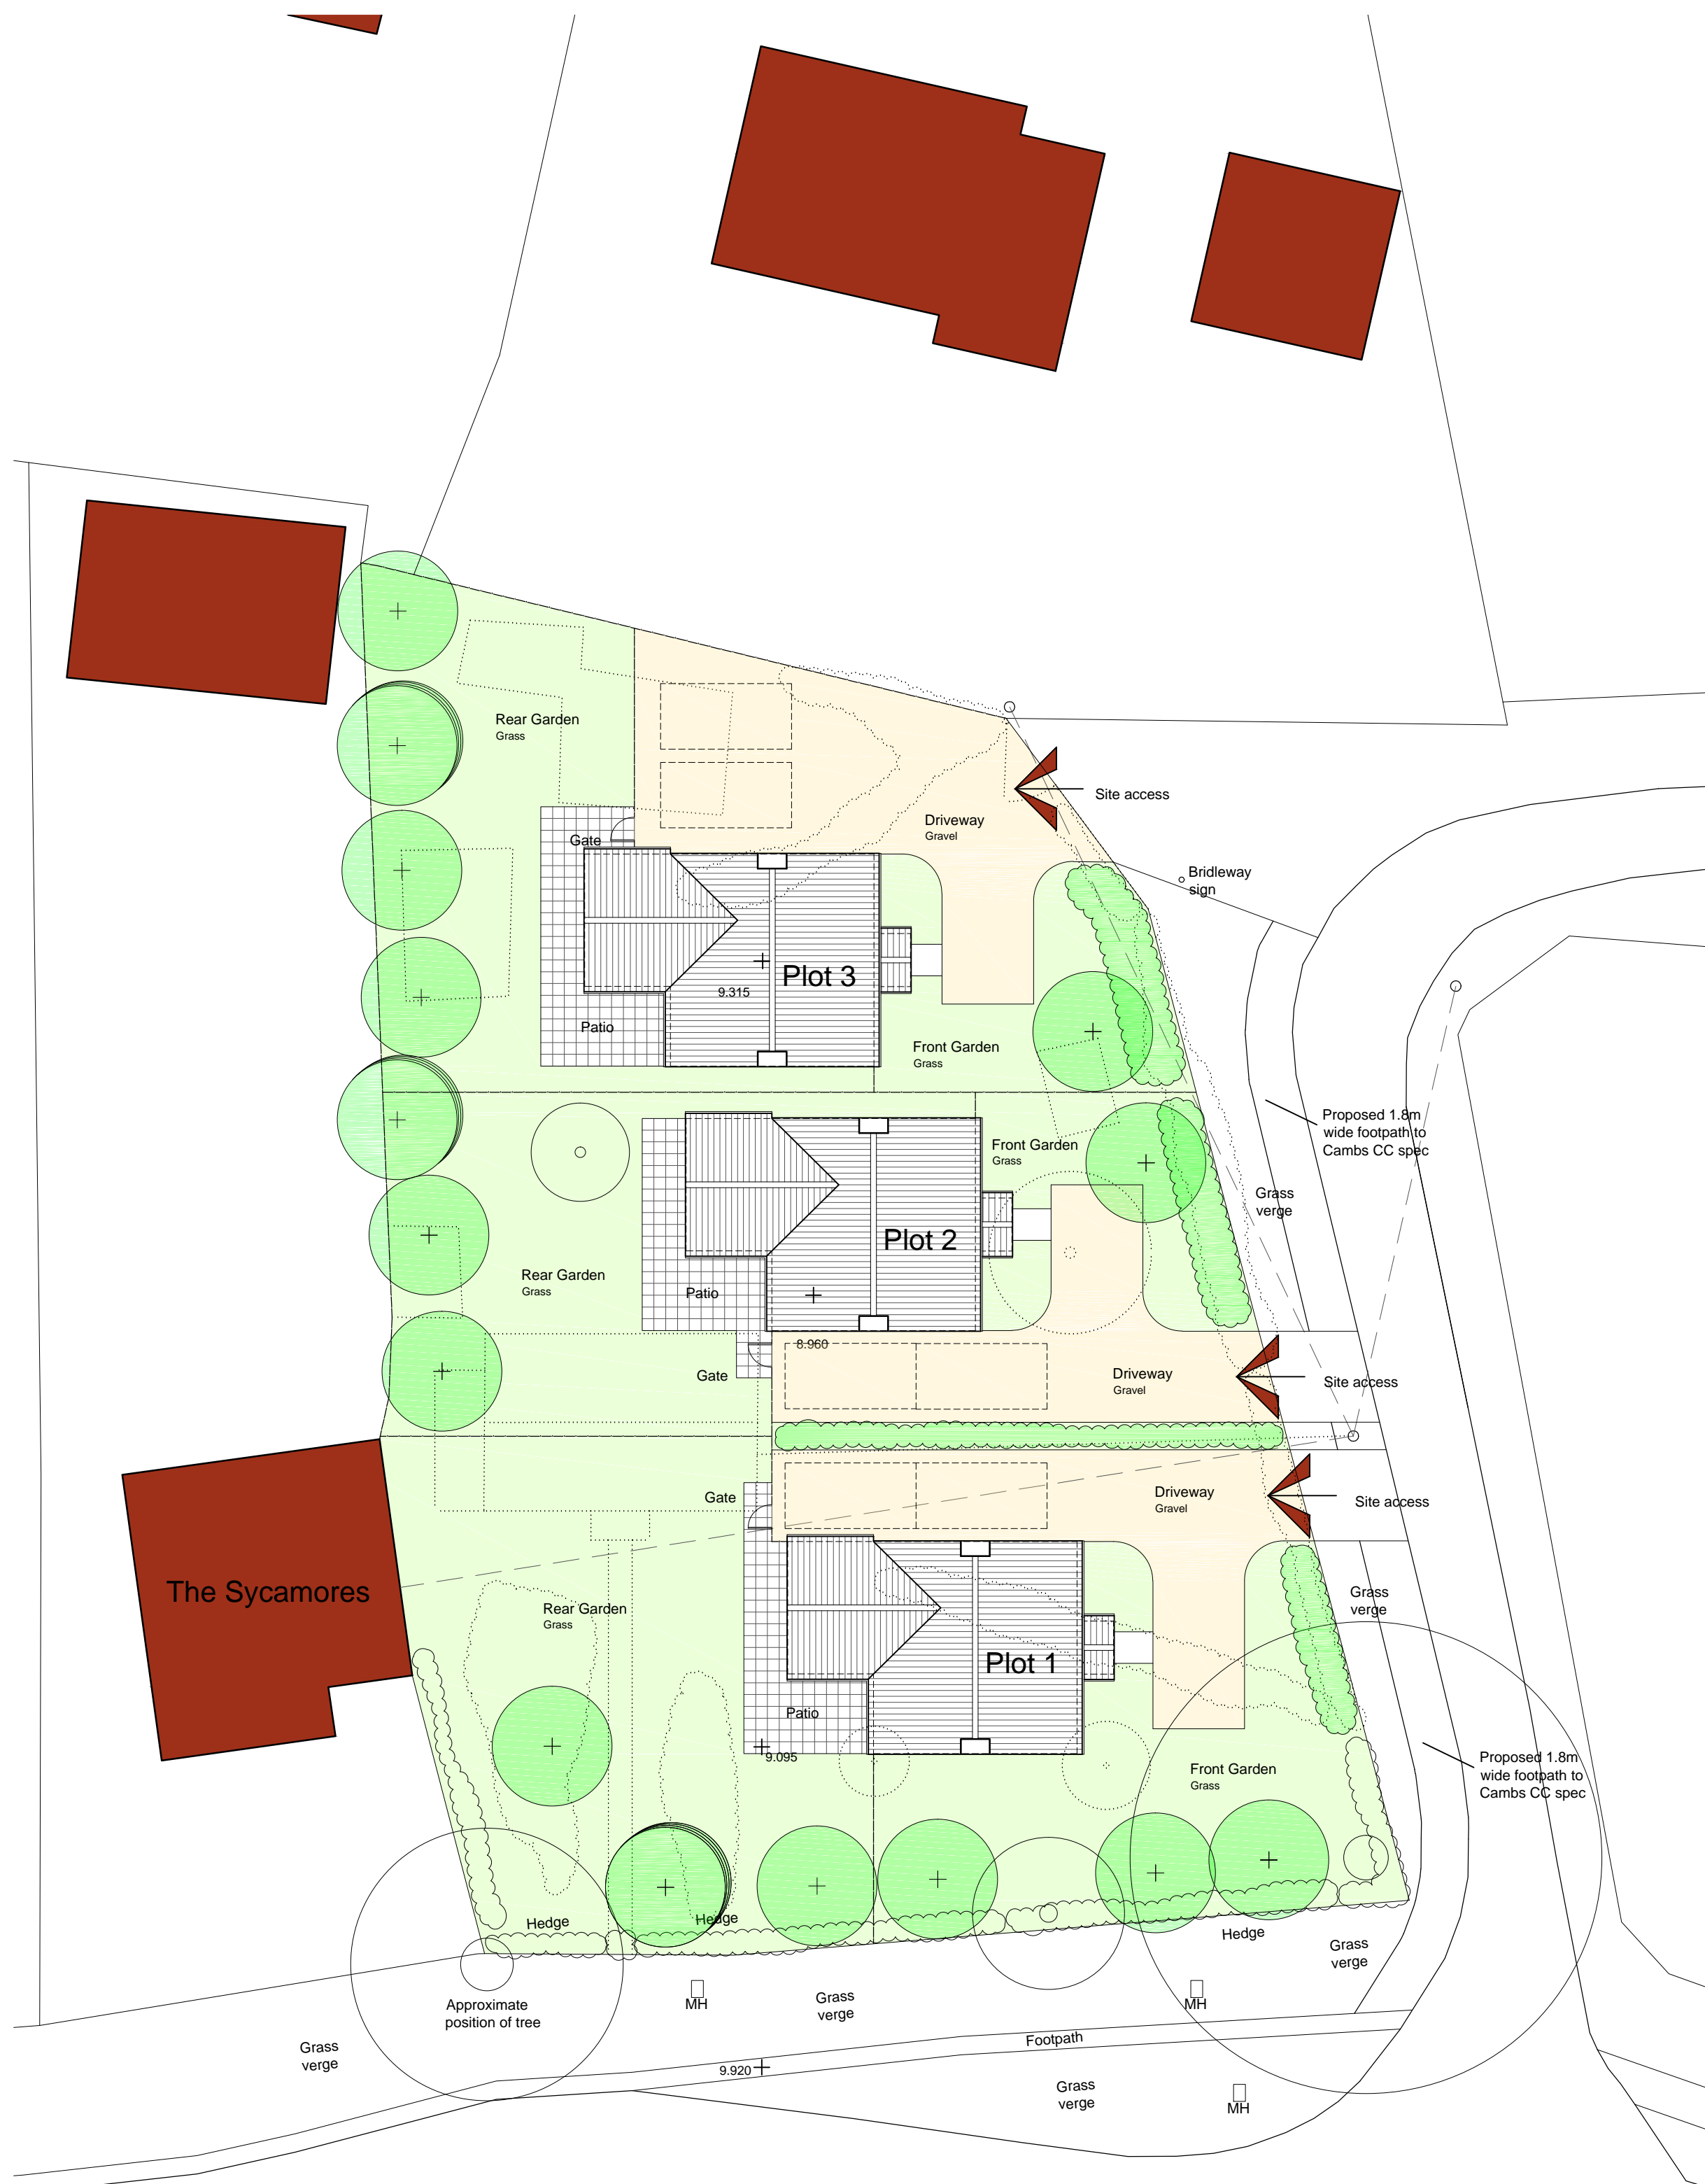 Rear Garden
Grass
Site access
Driveway
Gravel
Gate
Bridleway
sign
Plot 3
9.315
Patio
Front Garden
Grass
Proposed 1.8m
wide footpath to
Cambs CC spec
Front Garden
Grass
Grass
verge
Plot 2
Rear Garden
Grass
Patio
8.960
Gate
Driveway
Gravel
Site access
Gate
Driveway
Gravel
Site access
The Sycamores
Rear Garden
Grass
Grass
verge
Plot 1
Patio
9.095
Front Garden
Grass
Proposed 1.8m
wide footpath to
Cambs CC spec
Hedge
Hedge
Hedge
Grass
verge
Approximate
position of tree
MH
Grass
verge
MH
Grass
verge
Footpath
9.920
Grass
verge
MH